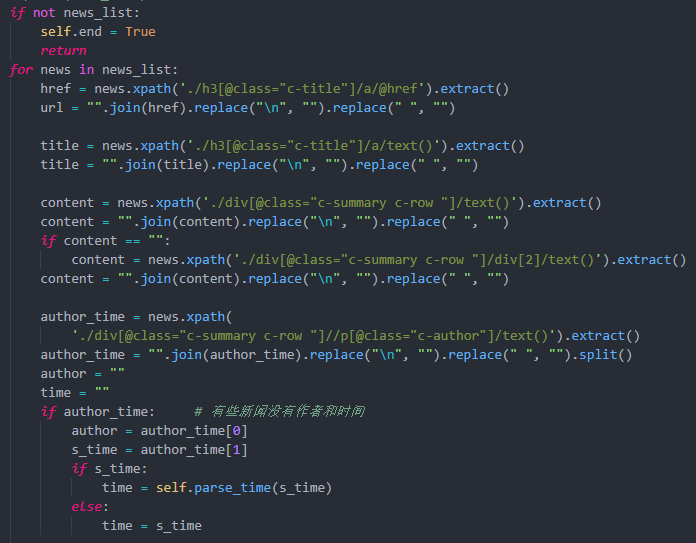 if not news_list:
    self.end = True
    return
for news in news_list:
    href = news.xpath('./h3[@class="c-title"]/a/@href').extract()
    url = "".join(href).replace("\n", "").replace(" ", "")
    title = news.xpath('./h3[@class="c-title"]/a/text()').extract()
    title = "".join(title).replace("\n", "").replace(" ", "")
    content = news.xpath('./div[@class="c-summary c-row "]/text()').extract()
    content = "".join(content).replace("\n", "").replace(" ", "")
    if content == "":
        content = news.xpath('./div[@class="c-summary c-row "]/div[2]/text()').extract()
    content = "".join(content).replace("\n", "").replace(" ", "")
    author_time = news.xpath(
        './div[@class="c-summary c-row "]//p[@class="c-author"]/text()').extract()
    author_time = "".join(author_time).replace("\n", "").replace(" ", "").split()
    author = ""
    time = ""
    if author_time:     # 有些新闻没有作者和时间
        author = author_time[0]
        s_time = author_time[1]
        if s_time:
            time = self.parse_time(s_time)
        else:
            time = s_time